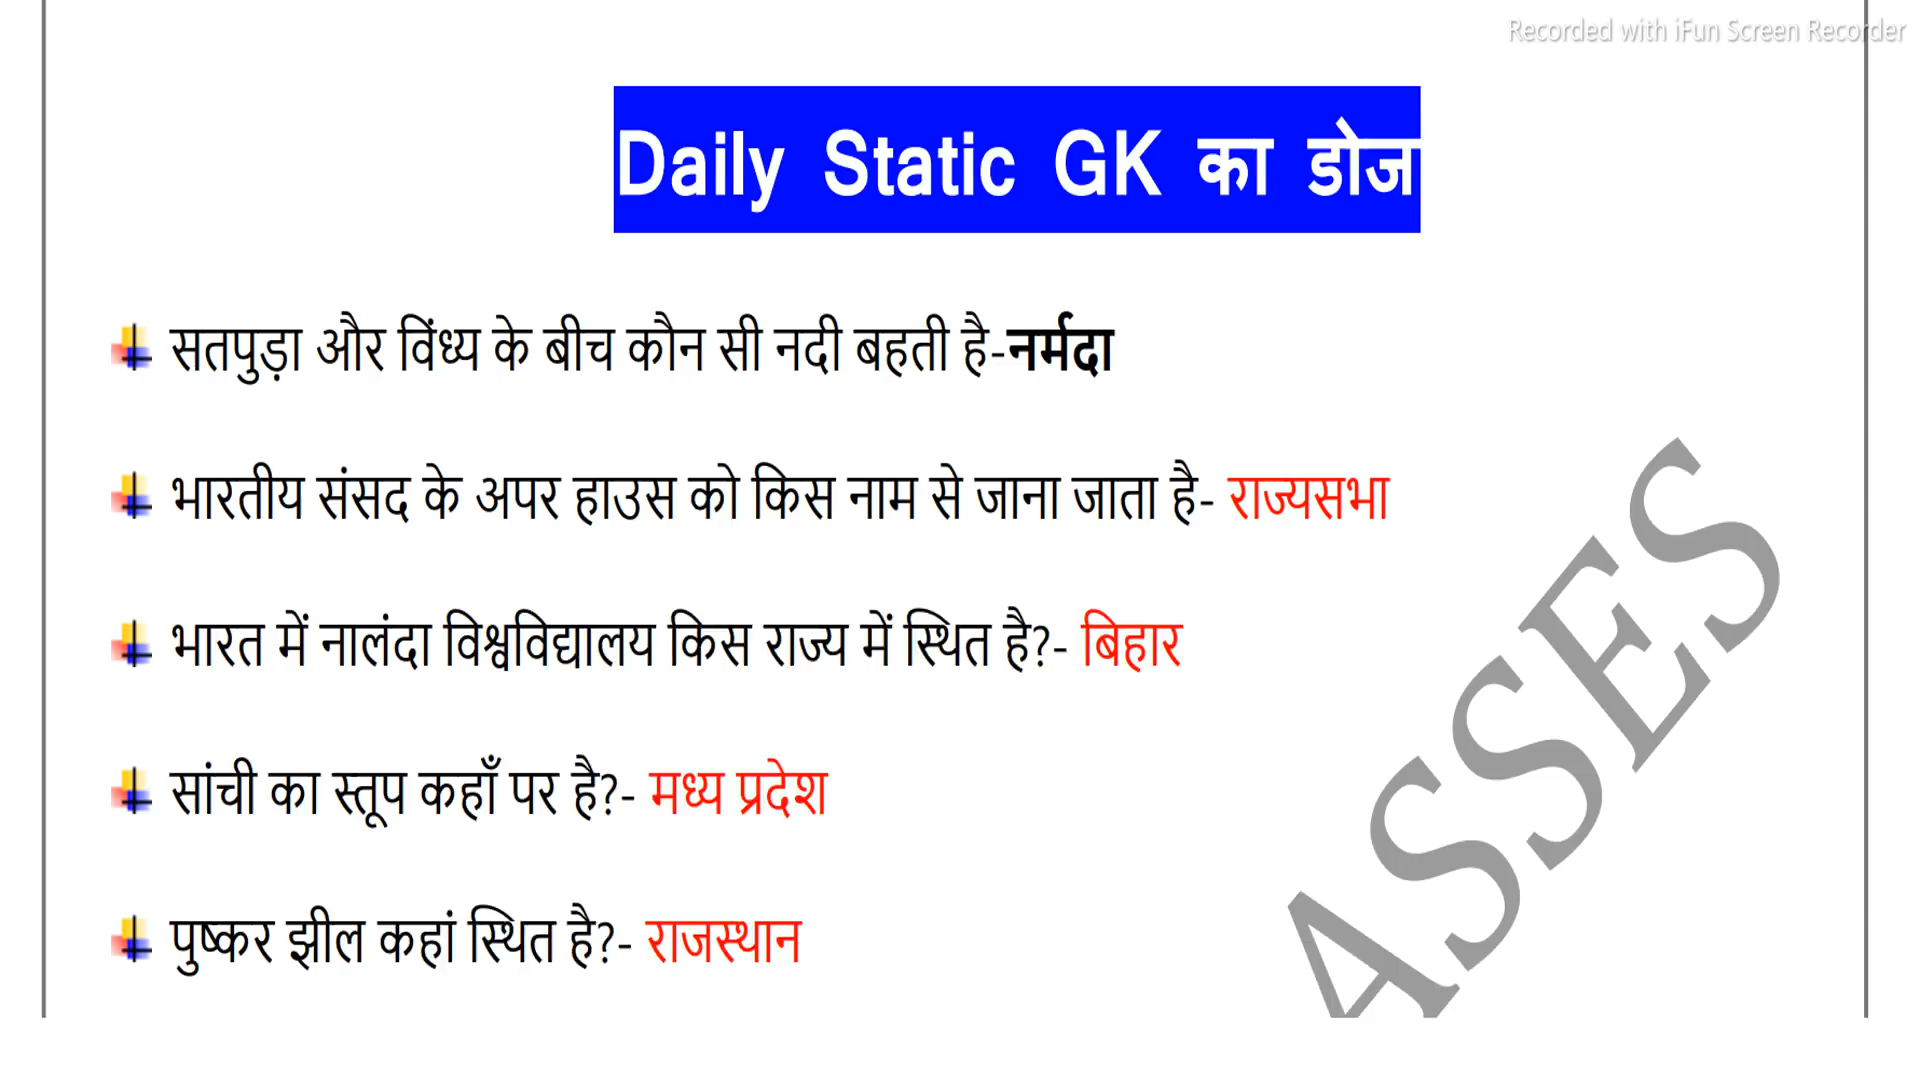 Recorded with iFun Screen Recorder
Daily Static GK का डोज
सतपुड़ा और विंध्य के बीच कौन सी नदी बहती है-नर्मदा
भारतीय संसद के अपर हाउस को किस नाम से जाना जाता है- राज्यसभा
भारत में नालंदा विश्वविद्यालय किस राज्य में स्थित है?- बिहार
सांची का स्तूप कहाँ पर है?- मध्य प्रदेश
पुष्कर झील कहां स्थित है?- राजस्थान
ASSES